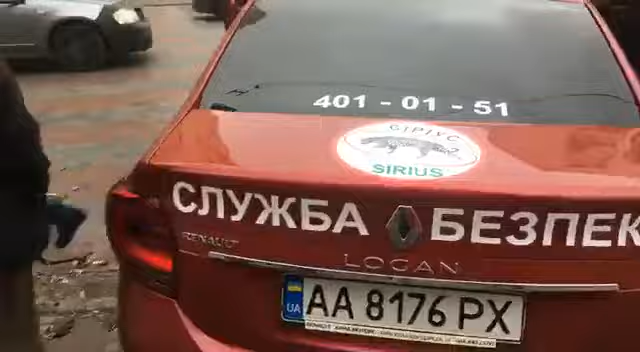 401 - 01 - 51
СІРІУС
SIRIUS
СЛУЖБА БЕЗПЕК
RENAULT
LOGAN
UA AA 8176 PX